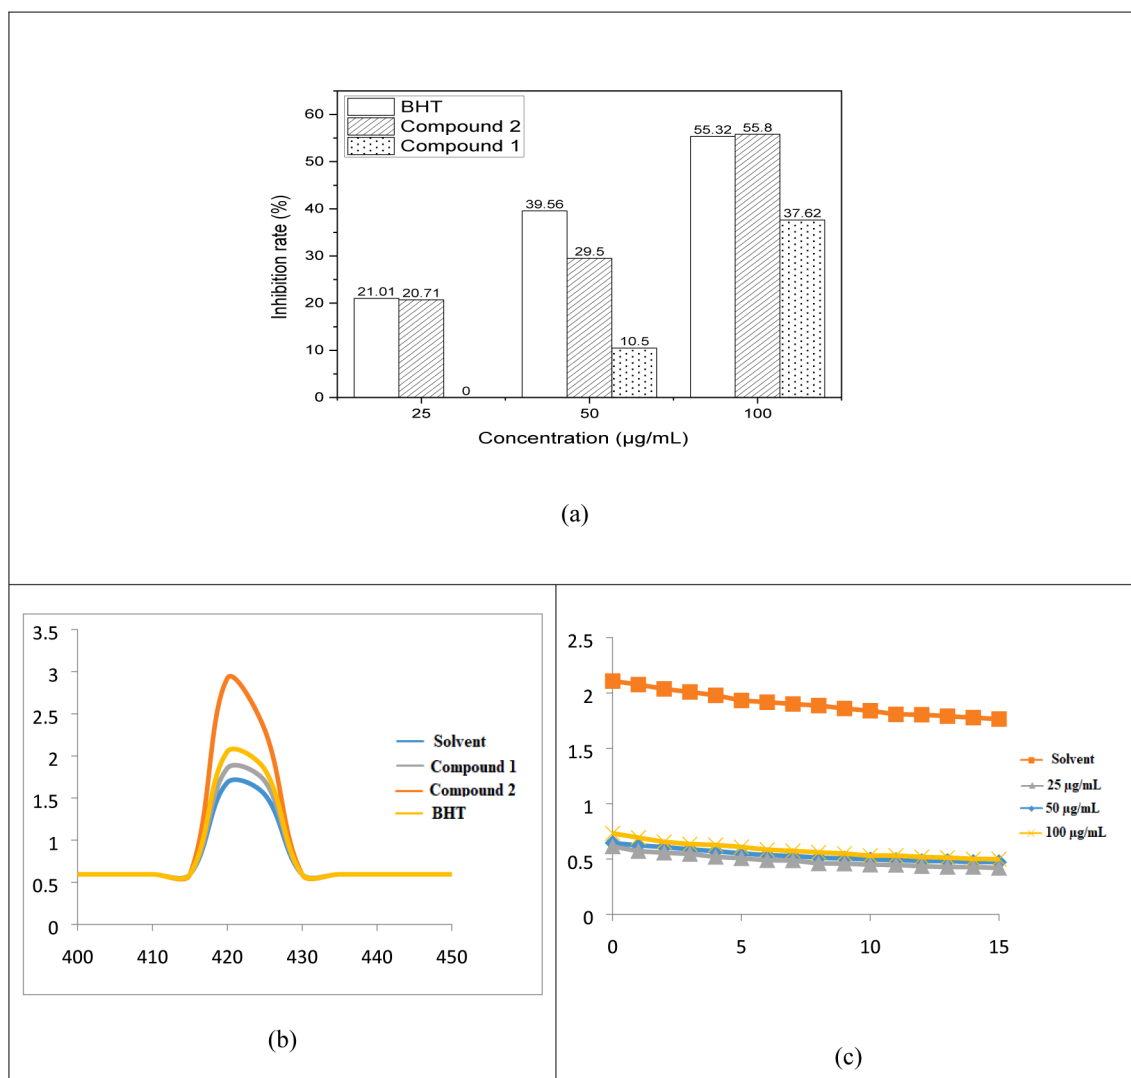 BHT
Compound 2
Compound 1
60
50
40
30
20
10
0
Inhibition rate (%)
21.01
20.71
0
39.56
29.5
10.5
55.32
55.8
37.62
25
50
100
Concentration (µg/mL)
(a)
3.5
3
2.5
2
1.5
1
0.5
0
400
410
420
430
440
450
Solvent
Compound 1
Compound 2
BHT
(b)
2.5
2
1.5
1
0.5
0
0
5
10
15
Solvent
25 µg/mL
50 µg/mL
100 µg/mL
(c)